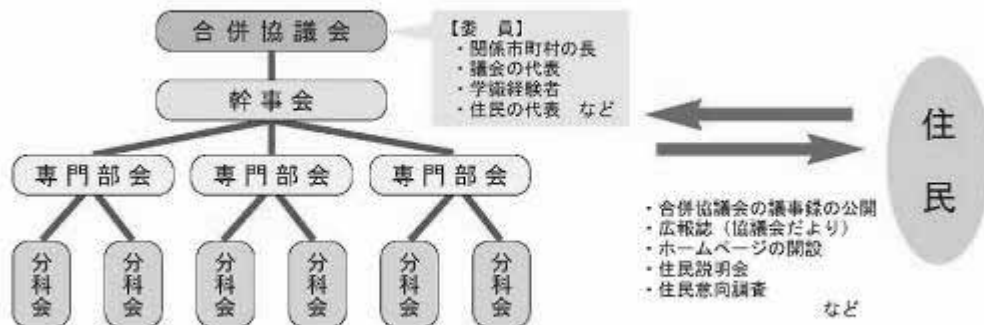 合併協議会
【委 員】
・関係市町村の長
・議会の代表
・学術経験者
・住民の代表 など
幹事会
専門部会
専門部会
専門部会
分科会
分科会
分科会
分科会
分科会
分科会
住民
・合併協議会の議事録の公開
・広報誌（協議会だより）
・ホームページの開設
・住民説明会
・住民意向調査
など